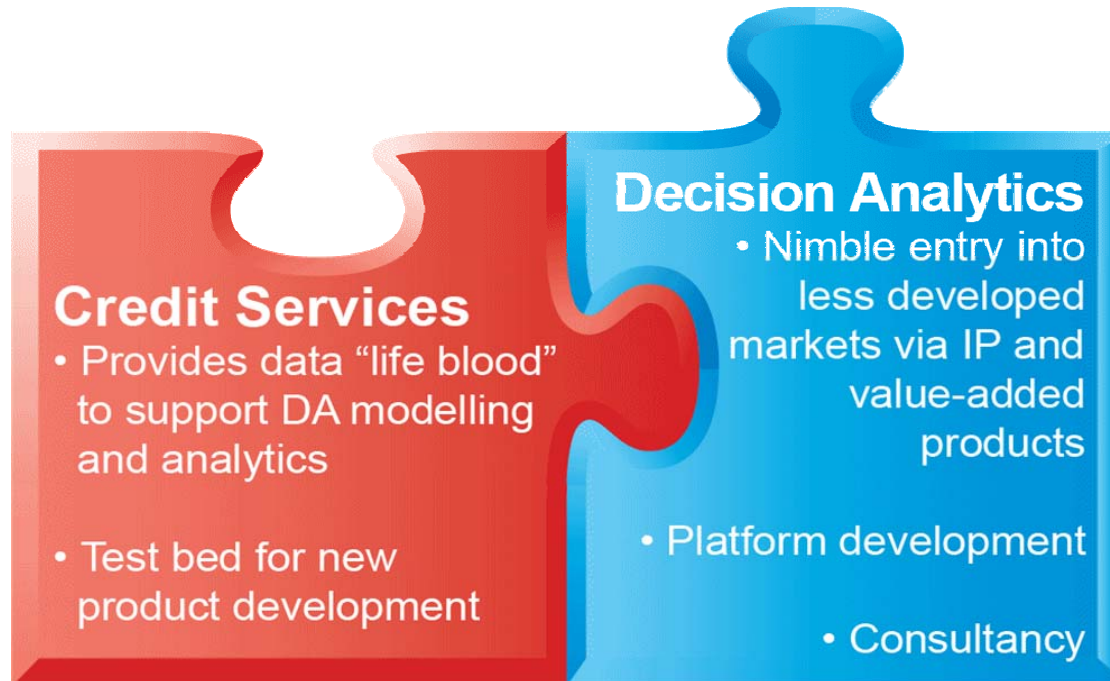 Credit Services
• Provides data “life blood”
to support DA modelling
and analytics
• Test bed for new
product development
Decision Analytics
• Nimble entry into
less developed
markets via IP and
value-added
products
• Platform development
• Consultancy